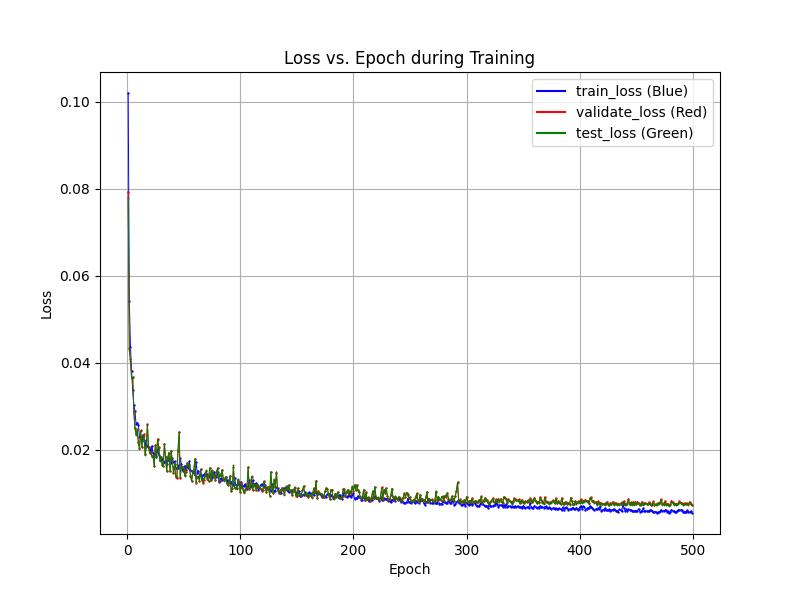 Loss vs. Epoch during Training
train_loss (Blue)
validate_loss (Red)
test_loss (Green)
0.10
0.08
0.06
0.04
0.02
Loss
0 100 200 300 400 500
Epoch